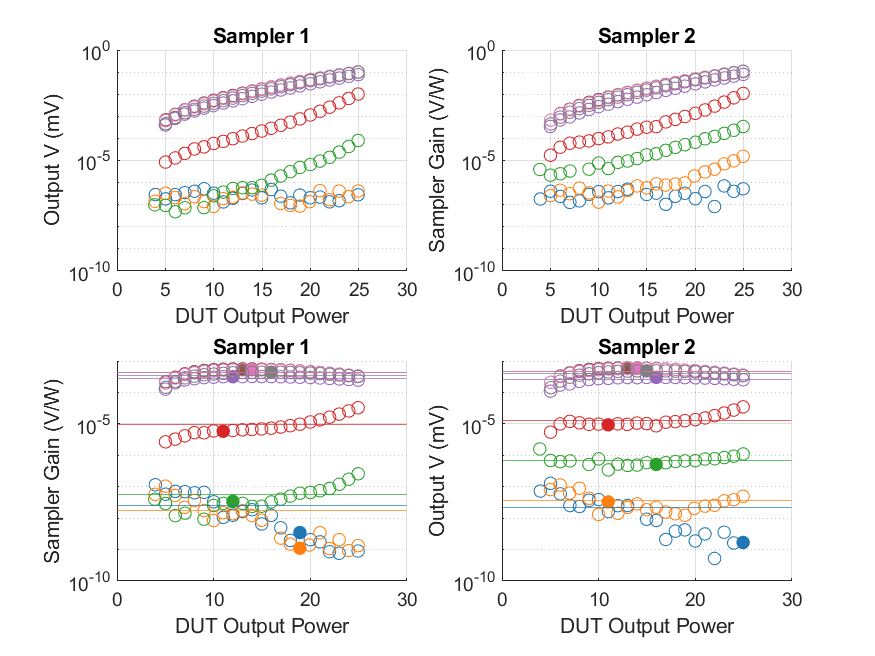 Sampler 1
Output V (mV)
10^0
10^-5
10^-10
0 5 10 15 20 25 30
DUT Output Power
Sampler 2
Sampler Gain (V/W)
10^0
10^-5
10^-10
0 5 10 15 20 25 30
DUT Output Power
Sampler 1
Sampler Gain (V/W)
10^-5
10^-10
0 10 20 30
DUT Output Power
Sampler 2
Output V (mV)
10^-5
10^-10
0 10 20 30
DUT Output Power